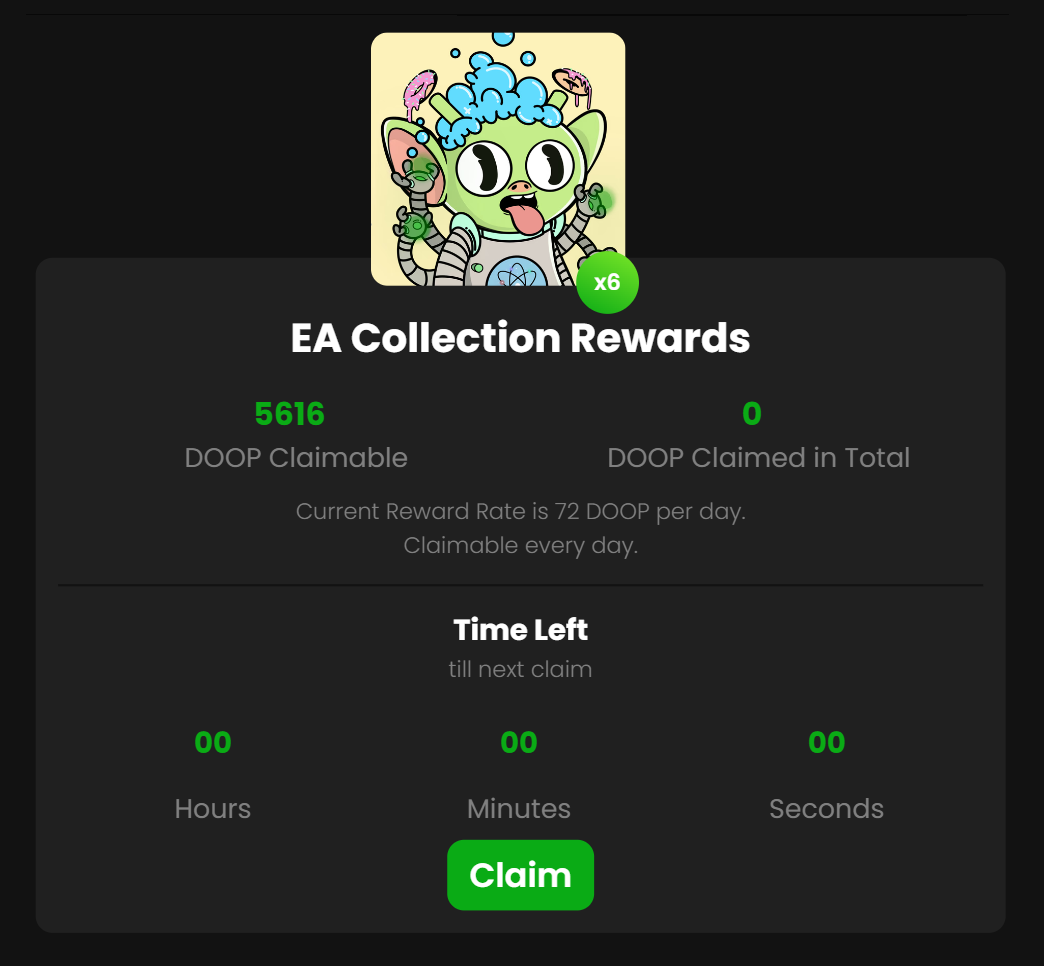 x6
EA Collection Rewards
5616
0
DOOP Claimable
DOOP Claimed in Total
Current Reward Rate is 72 DOOP per day.
Claimable every day.
Time Left
till next claim
00
00
00
Hours
Minutes
Seconds
Claim